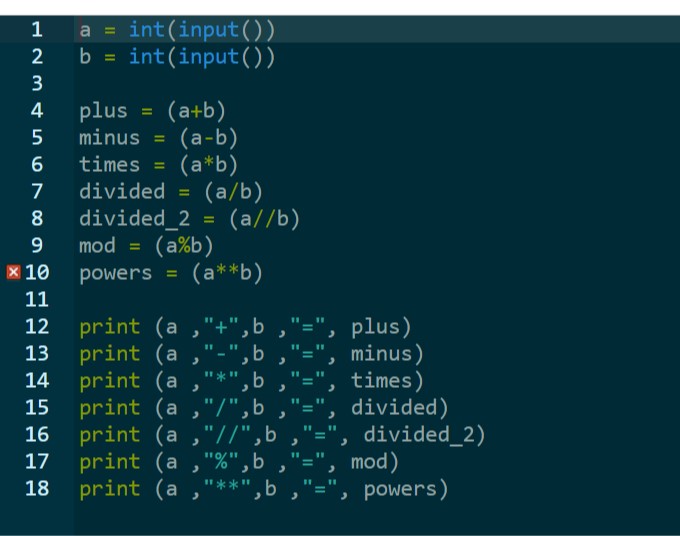 1 a = int(input())
2 b = int(input())
3
4 plus = (a+b)
5 minus = (a-b)
6 times = (a*b)
7 divided = (a/b)
8 divided_2 = (a//b)
9 mod = (a%b)
10 powers = (a**b)
11
12 print (a ,"+",b ,"=", plus)
13 print (a ,"-",b ,"=", minus)
14 print (a ,"*",b ,"=", times)
15 print (a ,"/",b ,"=", divided)
16 print (a ,"//",b ,"=", divided_2)
17 print (a ,"%",b ,"=", mod)
18 print (a ,"**",b ,"=", powers)